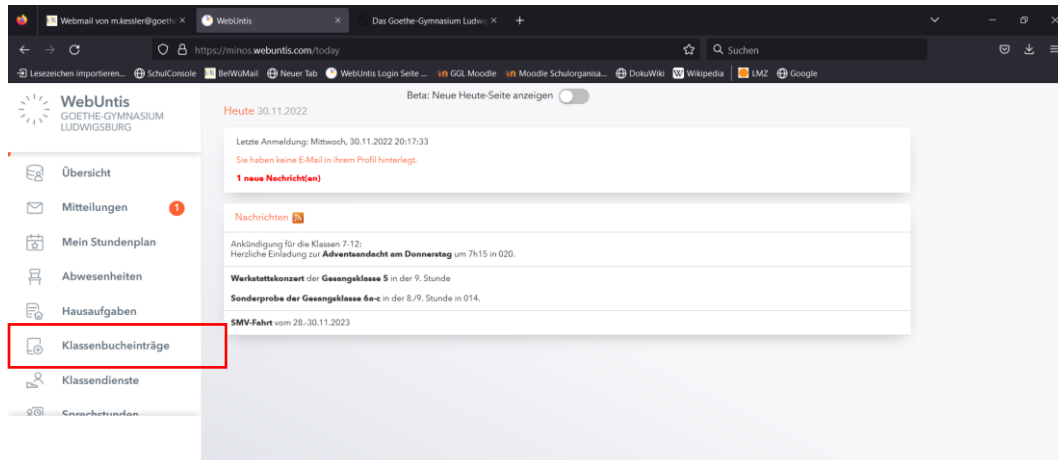 Webmail von m.kessler@goeth
WebUntis
Das Goethe-Gymnasium Ludwig
https://minos.webuntis.com/today
Suchen
Lesezeichen importieren...
SchulConsole
BelWüMail
Neuer Tab
WebUntis Login Seite ...
GGL Moodle
Moodle Schulorganisa...
DokuWiki
Wikipedia
LMZ
Google
WebUntis
GOETHE-GYMNASIUM
LUDWIGSBURG
Übersicht
Mitteilungen
1
Mein Stundenplan
Abwesenheiten
Hausaufgaben
Klassenbucheinträge
Klassendienste
Sprechstunden
Beta: Neue Heute-Seite anzeigen
Heute 30.11.2022
Letzte Anmeldung: Mittwoch, 30.11.2022 20:17:33
Sie haben keine E-Mail in ihrem Profil hinterlegt.
1 neue Nachricht(en)
Nachrichten
Ankündigung für die Klassen 7-12:
Herzliche Einladung zur Adventsandacht am Donnerstag um 7h15 in 020.
Werkstattkonzert der Gesangsklasse 5 in der 9. Stunde
Sonderprobe der Gesangsklasse 6a-c in der 8./9. Stunde in 014.
SMV-Fahrt vom 28.-30.11.2023